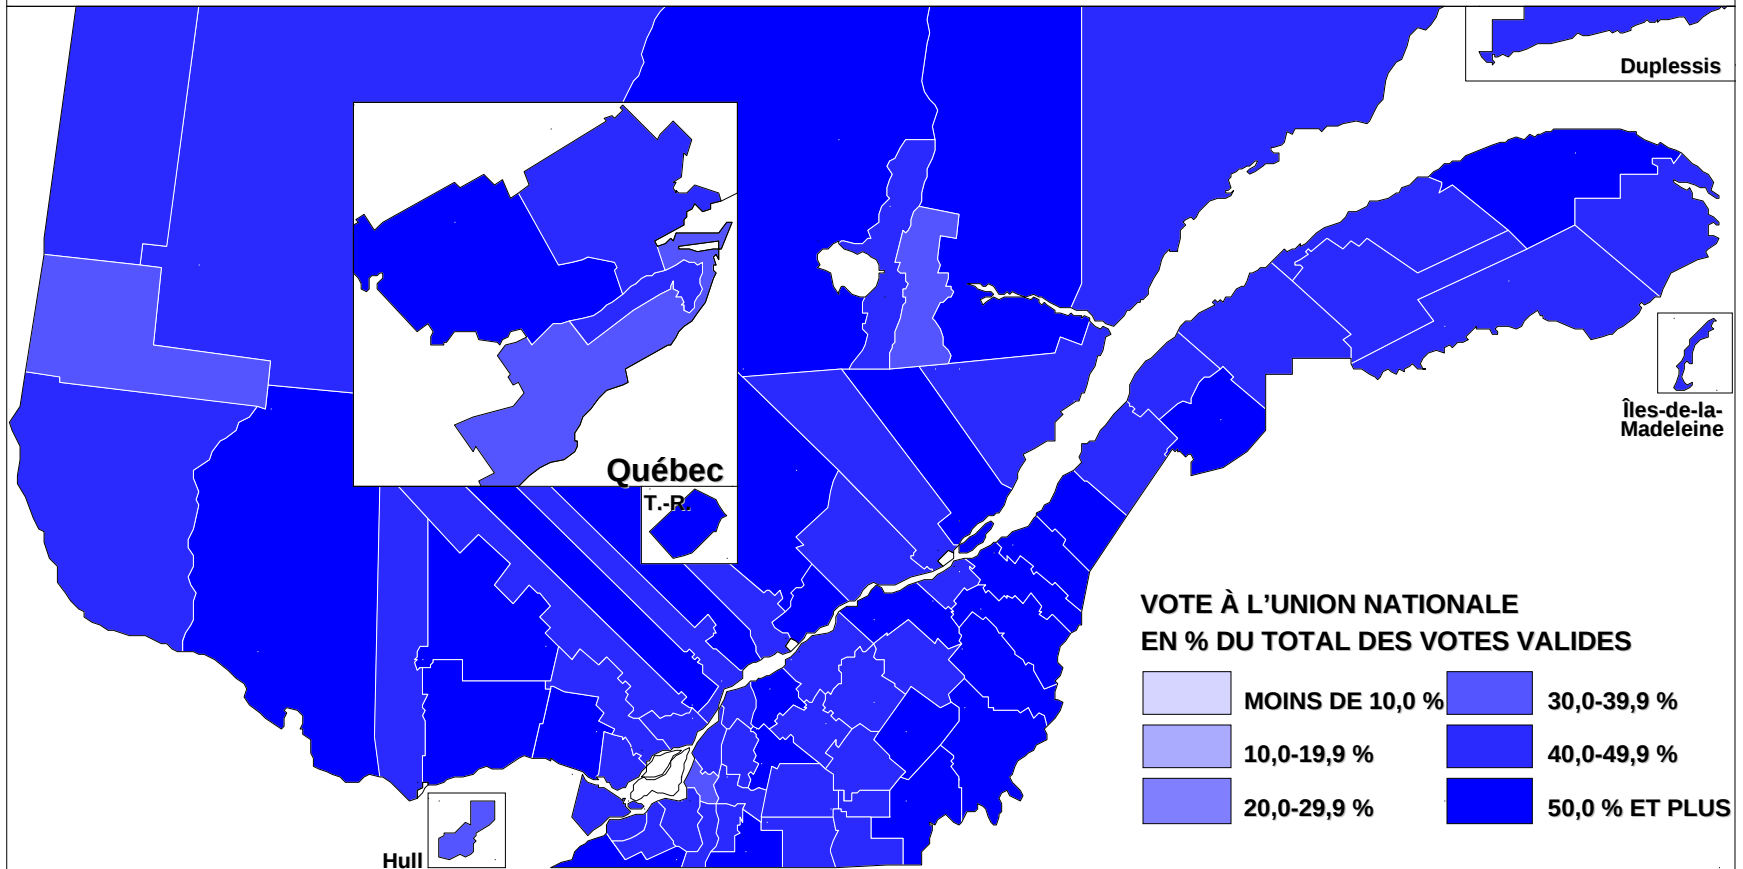 Duplessis
Îles-de-la-
Madeleine
Québec
T.-R.
Hull
VOTE À L'UNION NATIONALE
EN % DU TOTAL DES VOTES VALIDES
MOINS DE 10,0 %
10,0-19,9 %
20,0-29,9 %
30,0-39,9 %
40,0-49,9 %
50,0 % ET PLUS